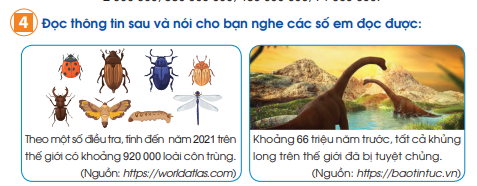 4 Đọc thông tin sau và nói cho bạn nghe các số em đọc được:
Theo một số điều tra, tính đến năm 2021 trên
thế giới có khoảng 920 000 loài côn trùng.
(Nguồn: https://worldatlas.com)
Khoảng 66 triệu năm trước, tất cả khủng
long trên thế giới đã bị tuyệt chủng.
(Nguồn: https://baotintuc.vn)